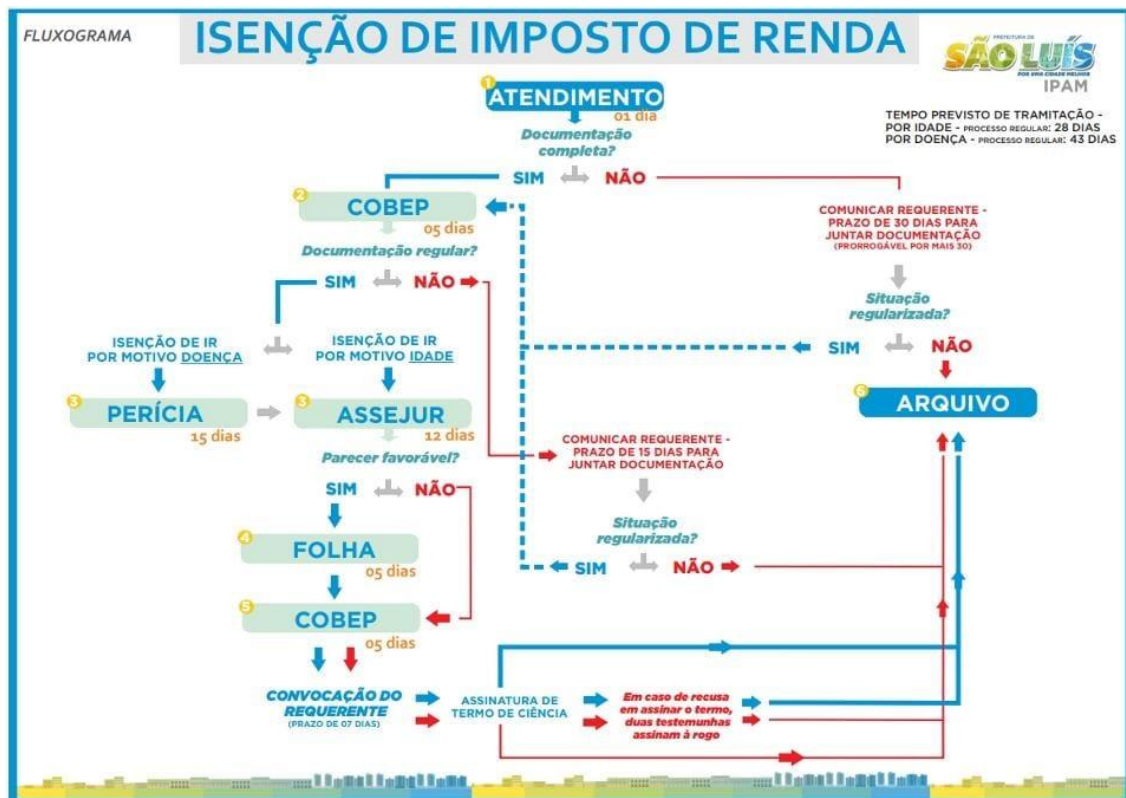 FLUXOGRAMA
ISENÇÃO DE IMPOSTO DE RENDA
PREFEITURA DE
SÃO LUÍS
POR UMA CIDADE MELHOR
IPAM
TEMPO PREVISTO DE TRAMITAÇÃO -
POR IDADE - PROCESSO REGULAR: 28 DIAS
POR DOENÇA - PROCESSO REGULAR: 43 DIAS
1
ATENDIMENTO
01 dia
Documentação
completa?
SIM NÃO
2
COBEP
05 dias
Documentação regular?
SIM NÃO
COMUNICAR REQUERENTE -
PRAZO DE 30 DIAS PARA
JUNTAR DOCUMENTAÇÃO
(PRORROGÁVEL POR MAIS 30)
Situação
regularizada?
SIM NÃO
ISENÇÃO DE IR
POR MOTIVO DOENÇA
ISENÇÃO DE IR
POR MOTIVO IDADE
3
PERÍCIA
15 dias
3
ASSEJUR
12 dias
6
ARQUIVO
Parecer favorável?
SIM NÃO
COMUNICAR REQUERENTE -
PRAZO DE 15 DIAS PARA
JUNTAR DOCUMENTAÇÃO
Situação
regularizada?
SIM NÃO
4
FOLHA
05 dias
5
COBEP
05 dias
CONVOCAÇÃO DO
REQUERENTE
(PRAZO DE 07 DIAS)
ASSINATURA DE
TERMO DE CIÊNCIA
Em caso de recusa
em assinar o termo,
duas testemunhas
assinam à rogo